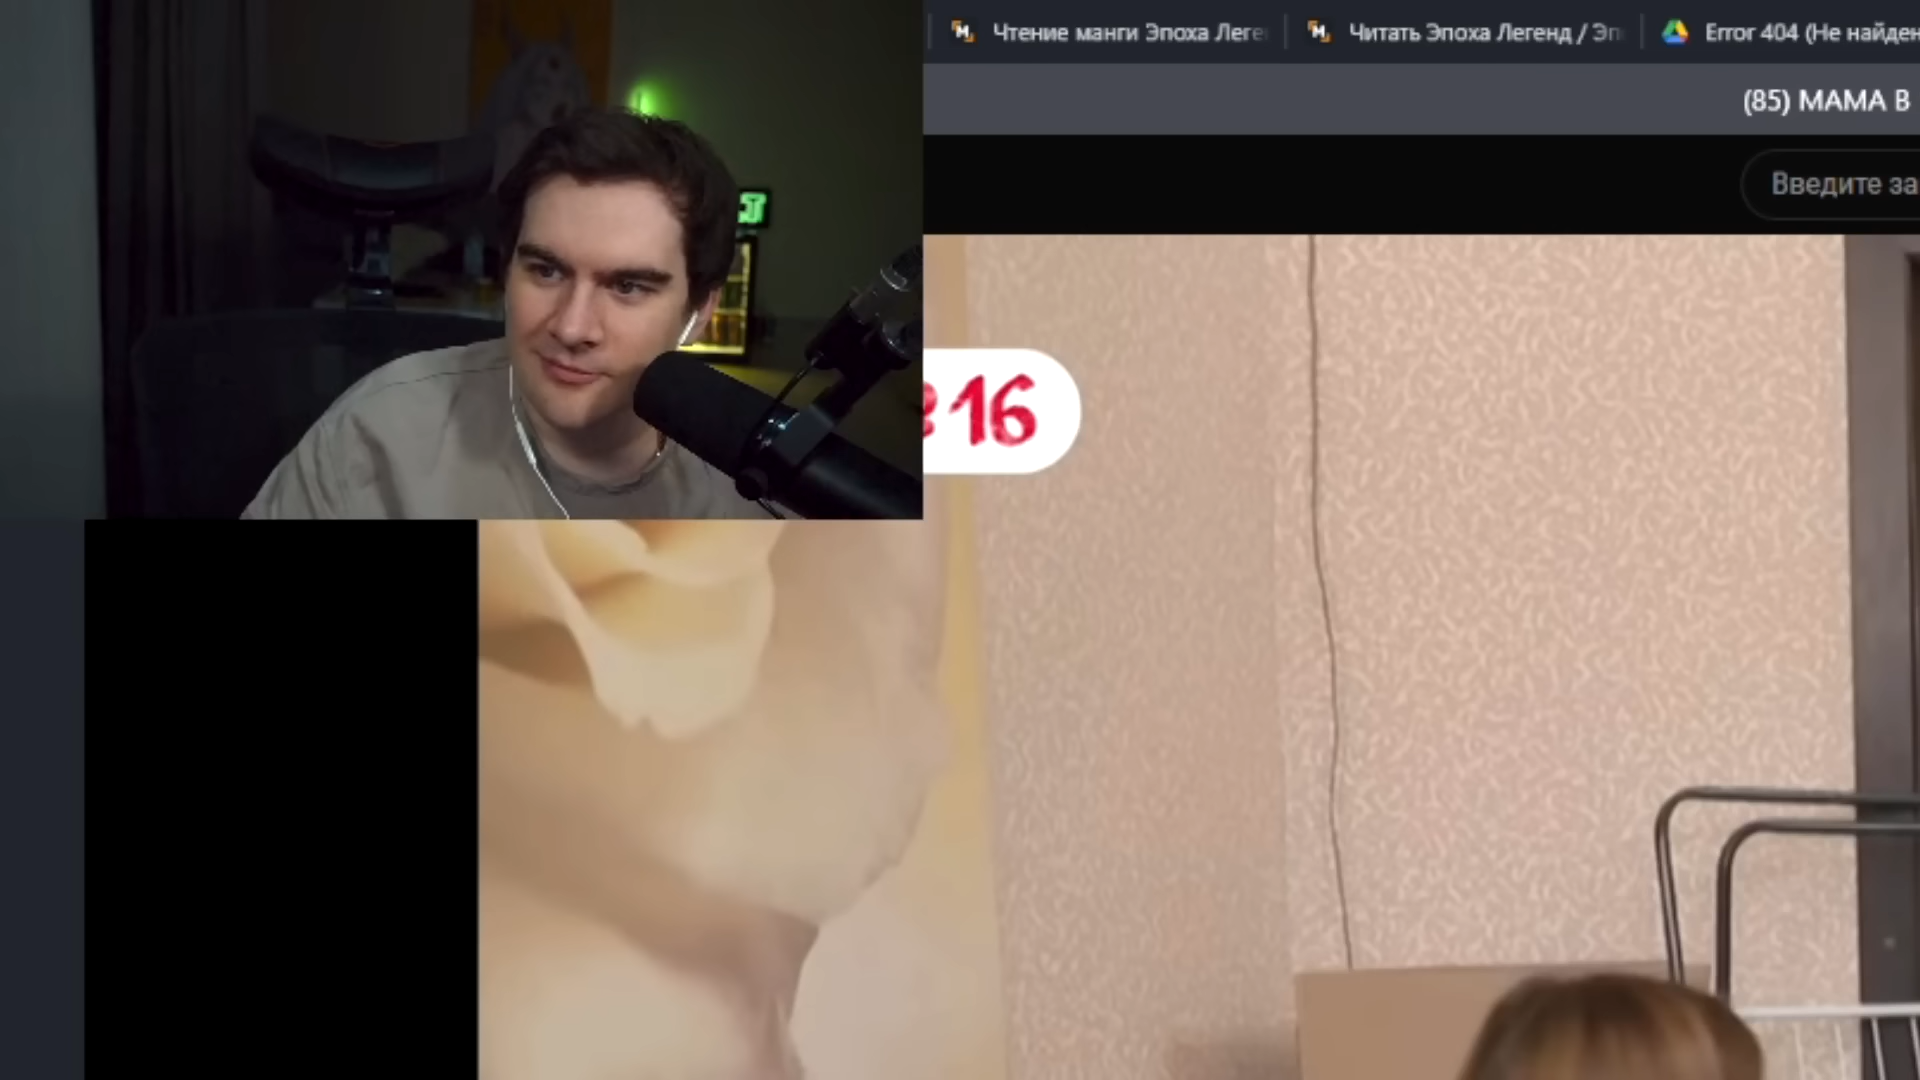 Чтение манги Эпоха Леге
Читать Эпоха Легенд / Эп
Error 404 (Не найден
(85) МАМА В
Введите за
16